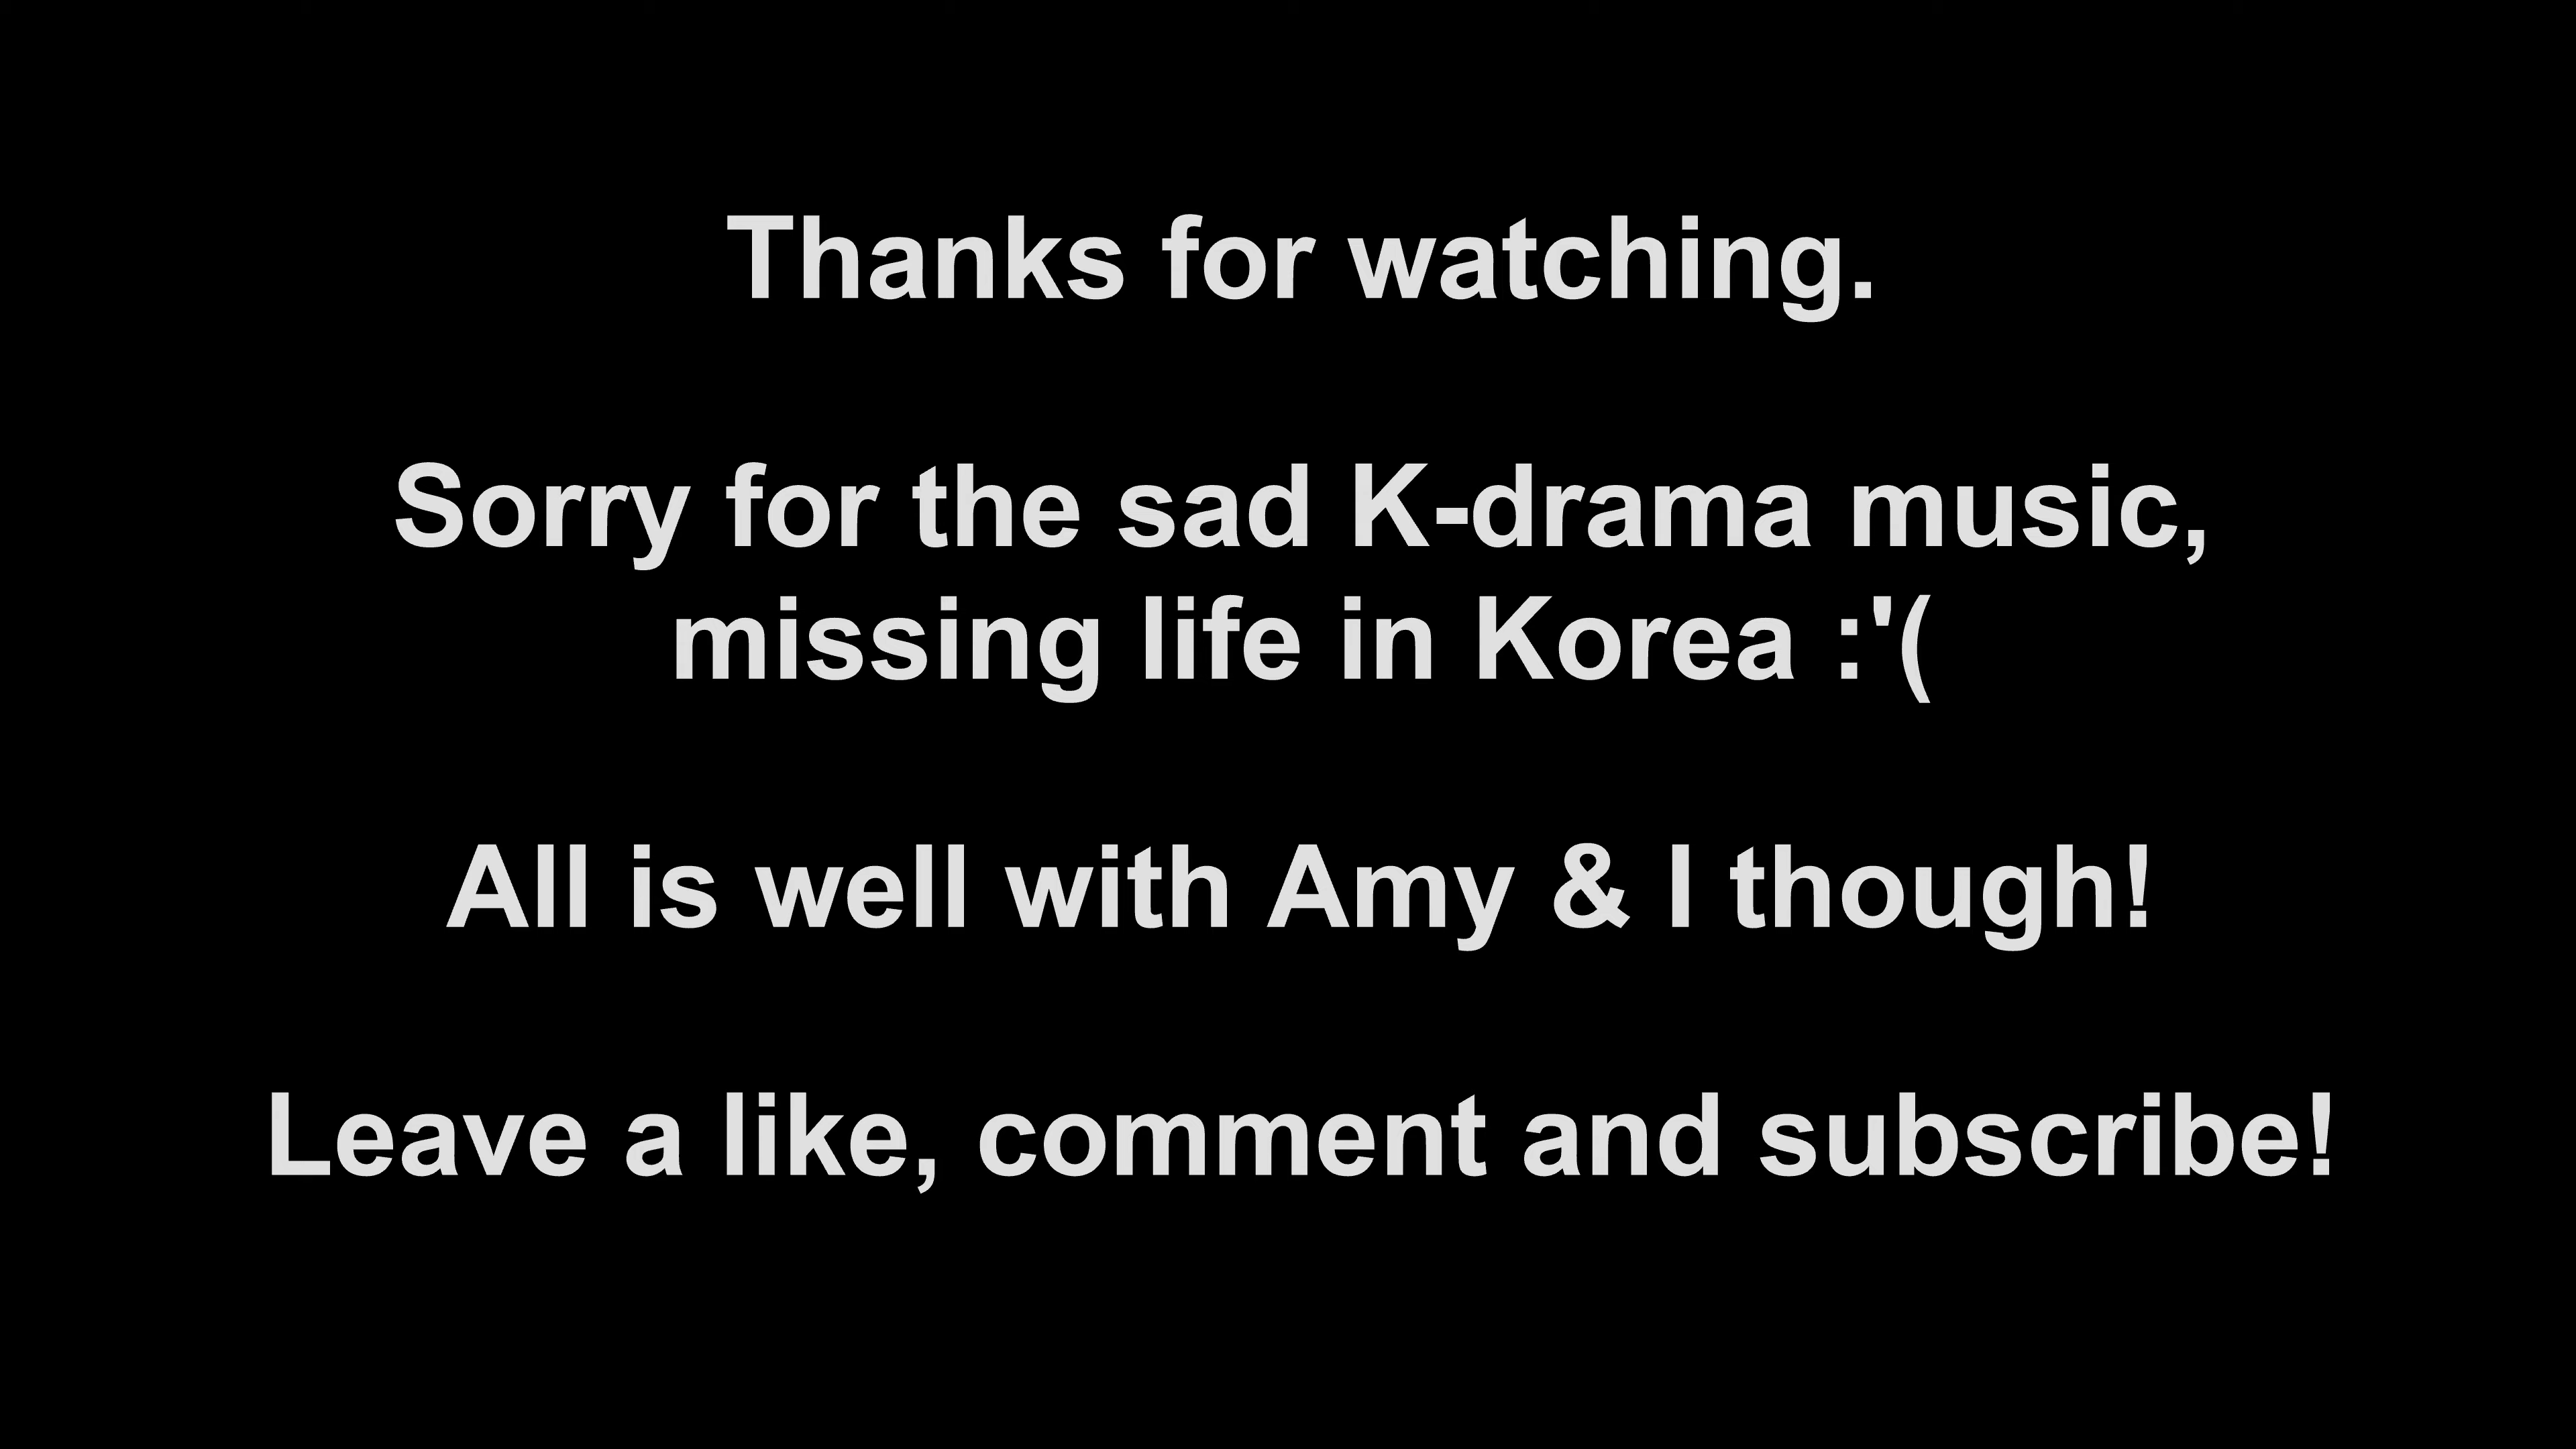 Thanks for watching.
Sorry for the sad K-drama music,
missing life in Korea :'(
All is well with Amy & I though!
Leave a like, comment and subscribe!